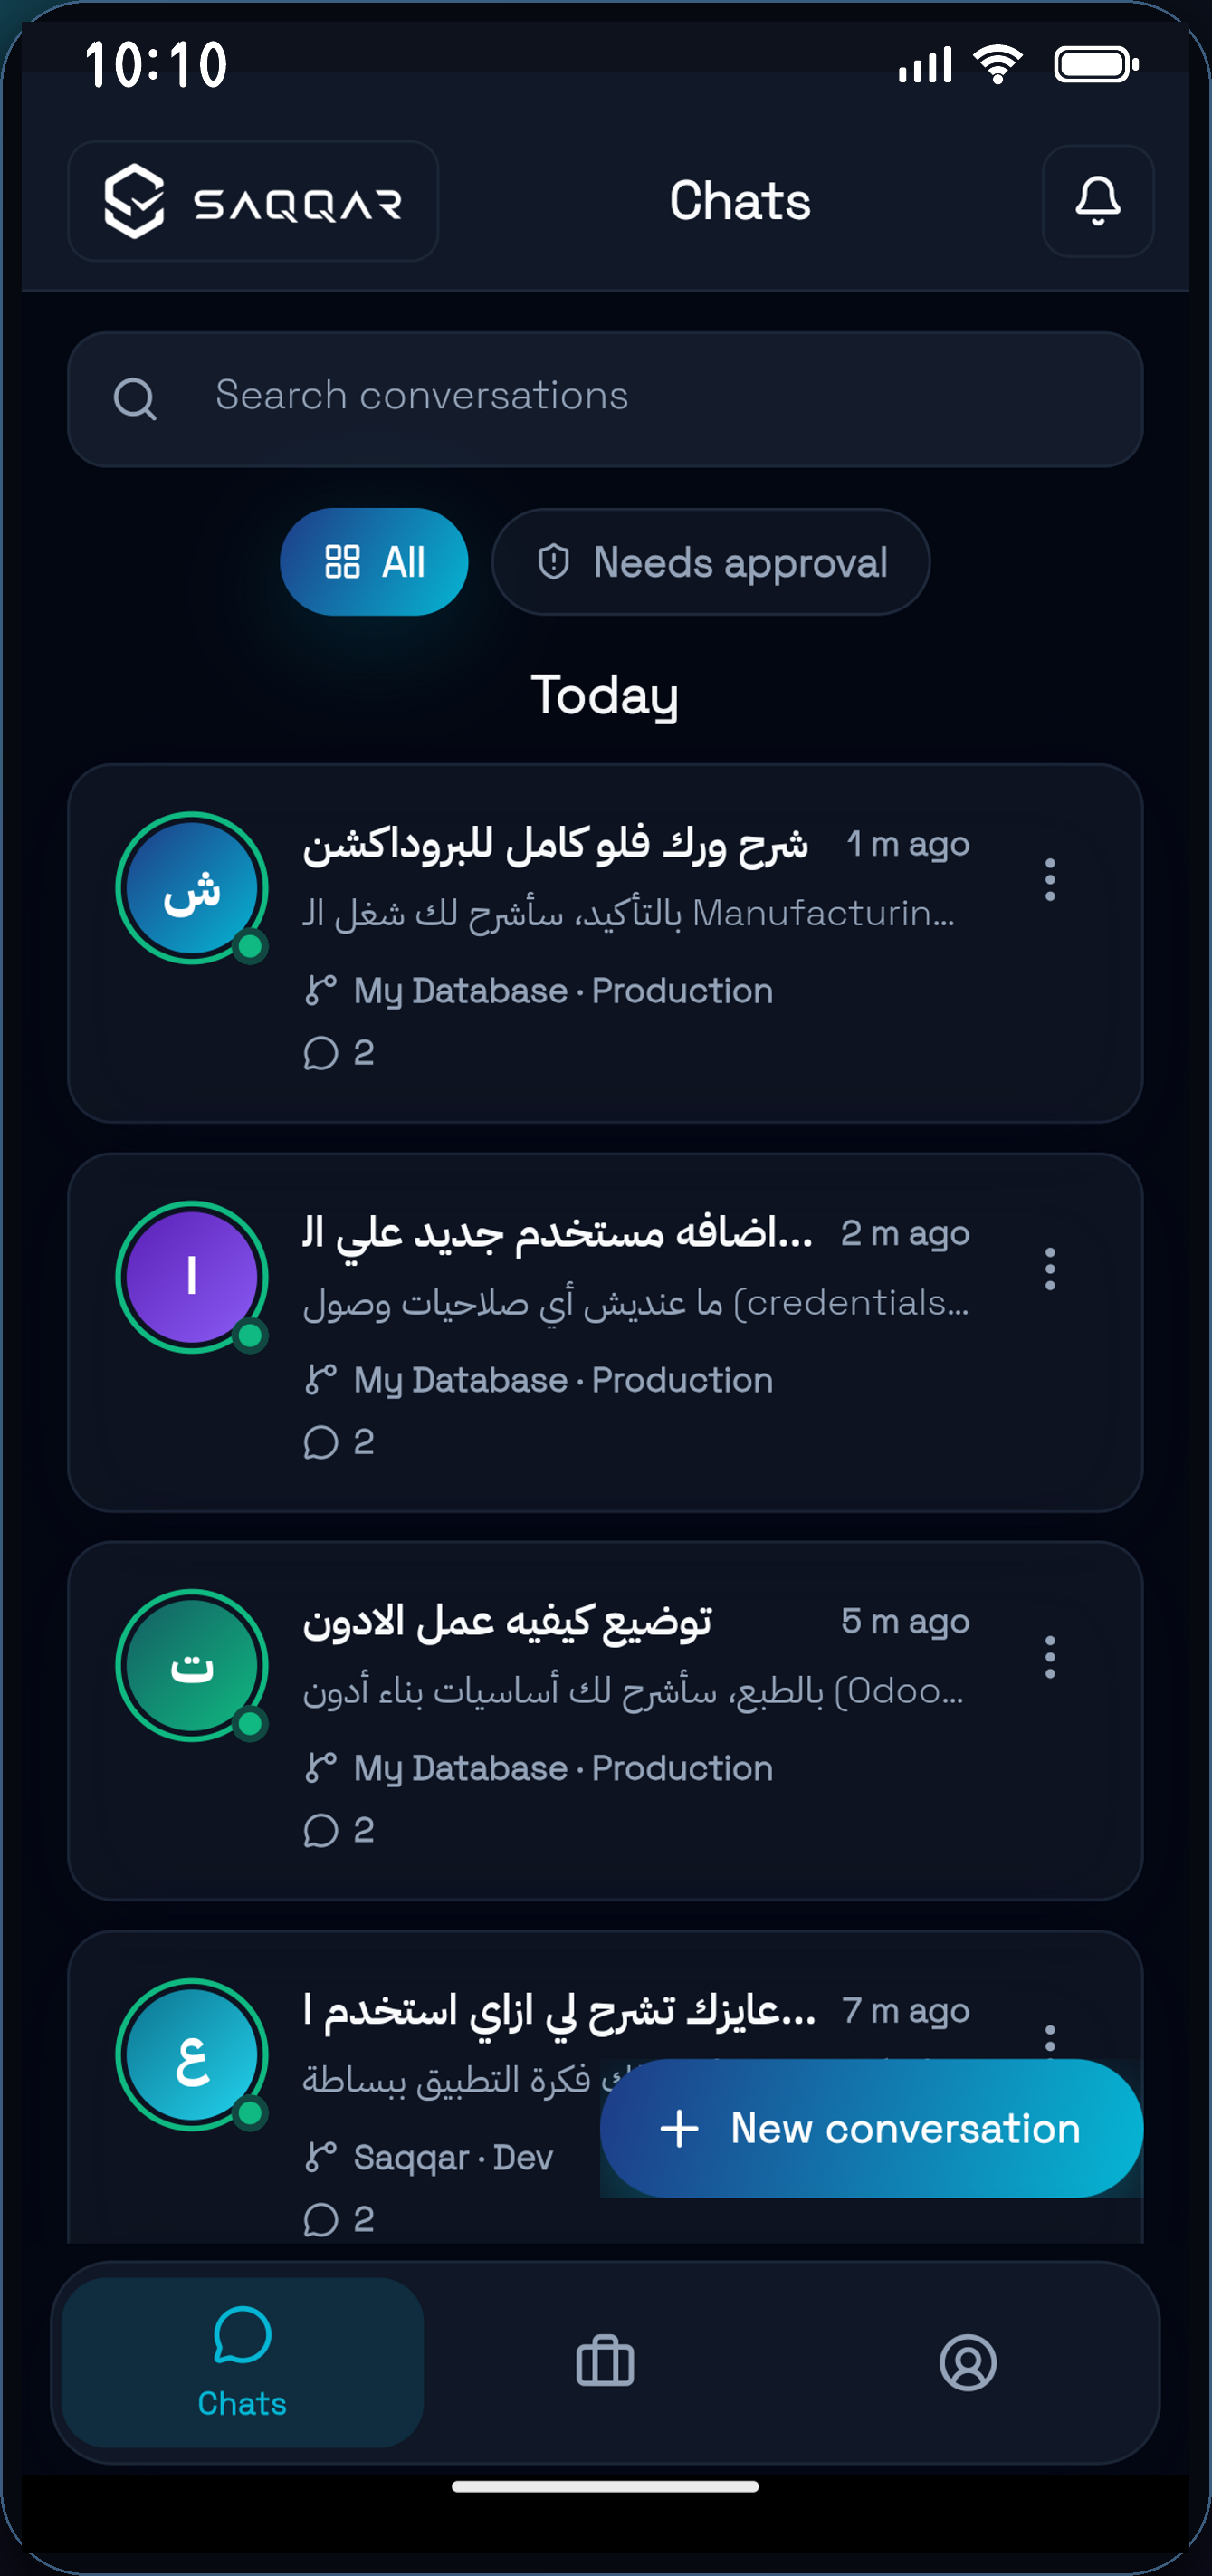 10:10
SAQQAR
Chats
Search conversations
All
Needs approval
Today
ش
شرح ورك فلو كامل للبروداكشن
1 m ago
بالتأكيد، سأشرح لك شغل الـ Manufacturin...
My Database · Production
2
ا
اضافه مستخدم جديد علي ال...
2 m ago
ما عنديش أي صلاحيات وصول (credentials...
My Database · Production
2
ت
توضيع كيفيه عمل الادون
5 m ago
بالطبع، سأشرح لك أساسيات بناء أدون (Odoo...
My Database · Production
2
ع
عايزك تشرح لي ازاي استخدم ا...
7 m ago
فكرة التطبيق ببساطة
Saqqar · Dev
2
New conversation
Chats